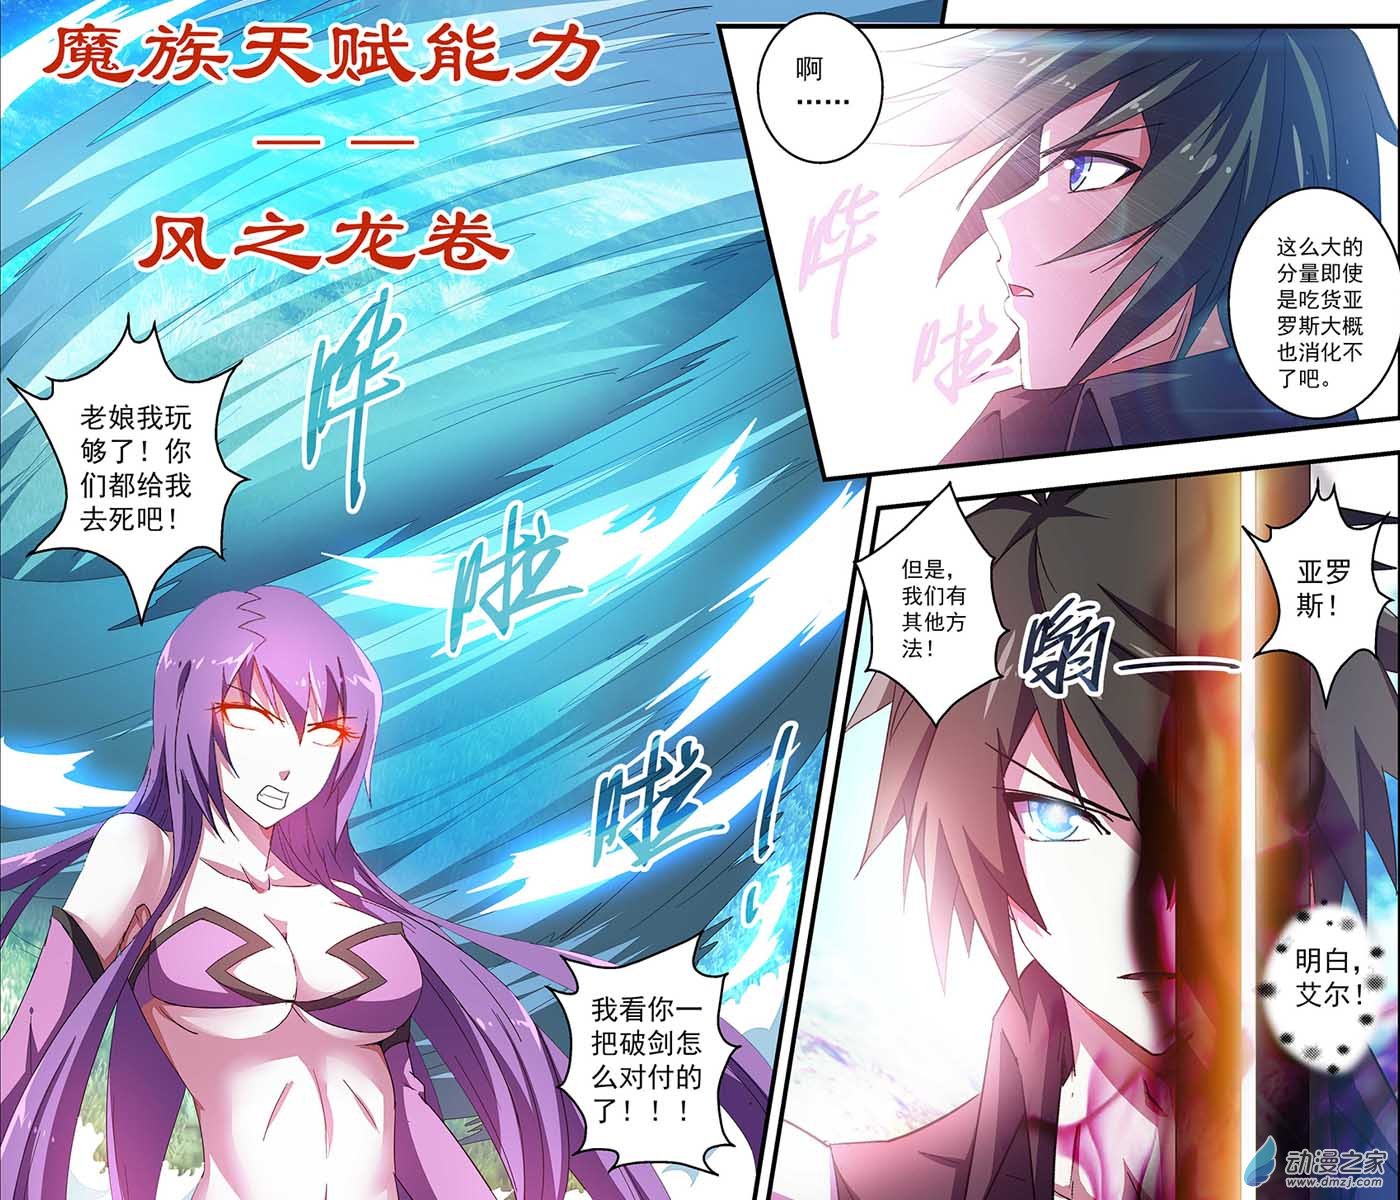 魔族天赋能力
——
风之龙卷
哗
啦
啦
！
老娘我玩
够了！你
们都给我
去死吧！
我看你一
把破剑怎
么对付的
了！！！
啊
……
哗
啦
这么大的
分量即使
是吃货亚
罗斯大概
也消化不
了吧。
但是，
我们有
其他方
法！
嗡——
亚罗
斯！
明白，
艾尔！
动漫之家
www.dmzj.com